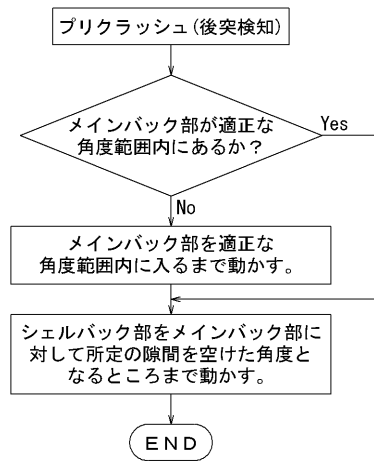 プリクラッシュ(後突検知)
メインバック部が適正な
角度範囲内にあるか？
Yes
No
メインバック部を適正な
角度範囲内に入るまで動かす。
シェルバック部をメインバック部に
対して所定の隙間を空けた角度と
なるところまで動かす。
ＥＮＤ